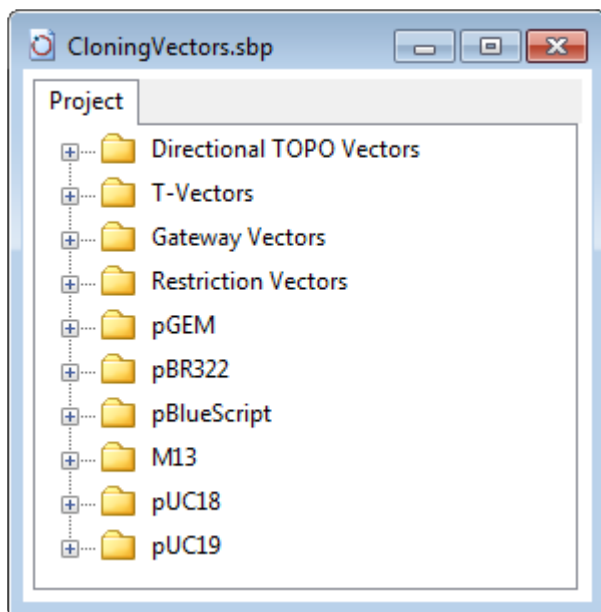 CloningVectors.sbp
Project
Directional TOPO Vectors
T-Vectors
Gateway Vectors
Restriction Vectors
pGEM
pBR322
pBlueScript
M13
pUC18
pUC19